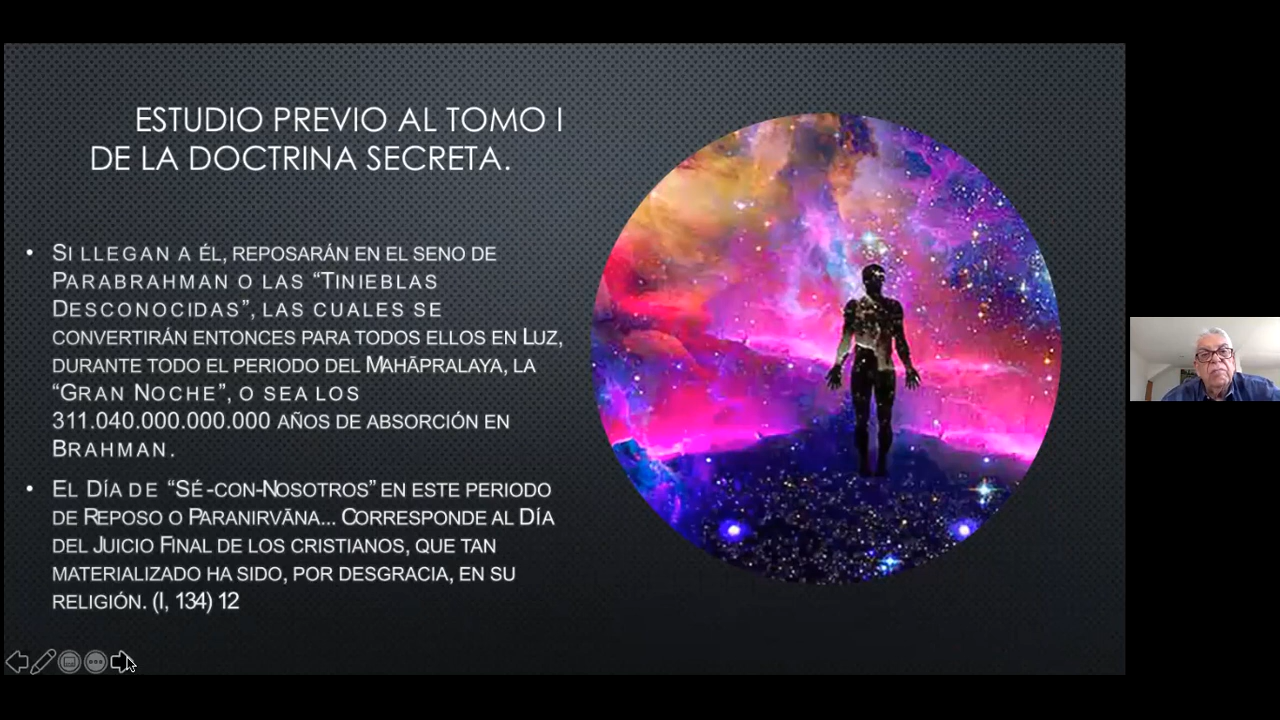 ESTUDIO PREVIO AL TOMO I
DE LA DOCTRINA SECRETA.
• SI LLEGAN A ÉL, REPOSARÁN EN EL SENO DE
PARABRAHMAN O LAS “TINIEBLAS
DESCONOCIDAS”, LAS CUALES SE
CONVERTIRÁN ENTONCES PARA TODOS ELLOS EN LUZ,
DURANTE TODO EL PERIODO DEL MAHĀPRALAYA, LA
“GRAN NOCHE”, O SEA LOS
311.040.000.000.000 AÑOS DE ABSORCIÓN EN
BRAHMAN.
• EL DÍA DE “SÉ-CON-NOSOTROS” EN ESTE PERIODO
DE REPOSO O PARANIRVĀNA... CORRESPONDE AL DÍA
DEL JUICIO FINAL DE LOS CRISTIANOS, QUE TAN
MATERIALIZADO HA SIDO, POR DESGRACIA, EN SU
RELIGIÓN. (I, 134) 12